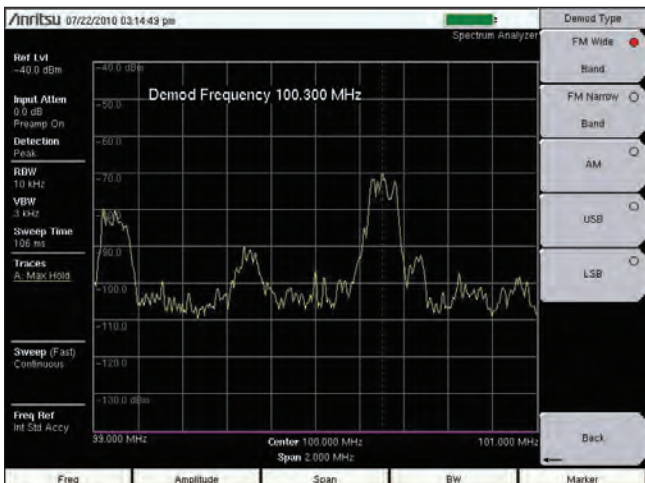 Anritsu 07/22/2010 03:14:49 pm
Spectrum Analyzer
Ref Lvl
-40.0 dBm
Input Atten
0.0 dB
Preamp On
Detection
Peak
RBW
10 kHz
VBW
3 kHz
Sweep Time
106 ms
Traces
A: Max Hold
Sweep (Fast)
Continuous
Freq Ref
Int Std Accy
-40.0 dBm
Demod Frequency 100.300 MHz
-50.0
-60.0
-70.0
-90.0
-100.0
-110.0
-120.0
-130.0 dBm
99.000 MHz
Center 100.000 MHz
101.000 MHz
Span 2.000 MHz
Demod Type
FM Wide
Band
FM Narrow
Band
AM
USB
LSB
Back
Freq
Amplitude
Span
BW
Marker